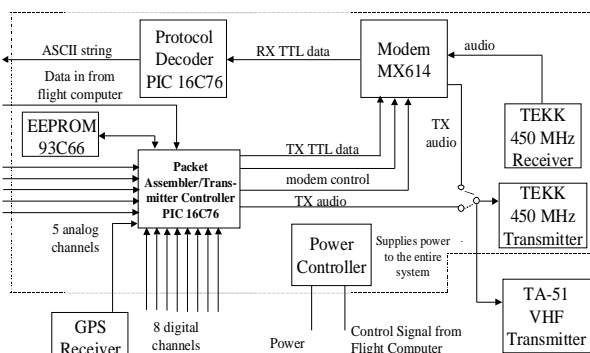 ASCII string
Protocol
Decoder
PIC 16C76
RX TTL data
Modem
MX614
audio
Data in from
flight computer
EEPROM
93C66
Packet
Assembler/Trans-
mitter Controller
PIC 16C76
TX TTL data
modem control
TX audio
TX
audio
TEKK
450 MHz
Receiver
TEKK
450 MHz
Transmitter
5 analog
channels
Power
Controller
Supplies power
to the entire
system
TA-51
VHF
Transmitter
GPS
Receiver
8 digital
channels
Power
Control Signal from
Flight Computer